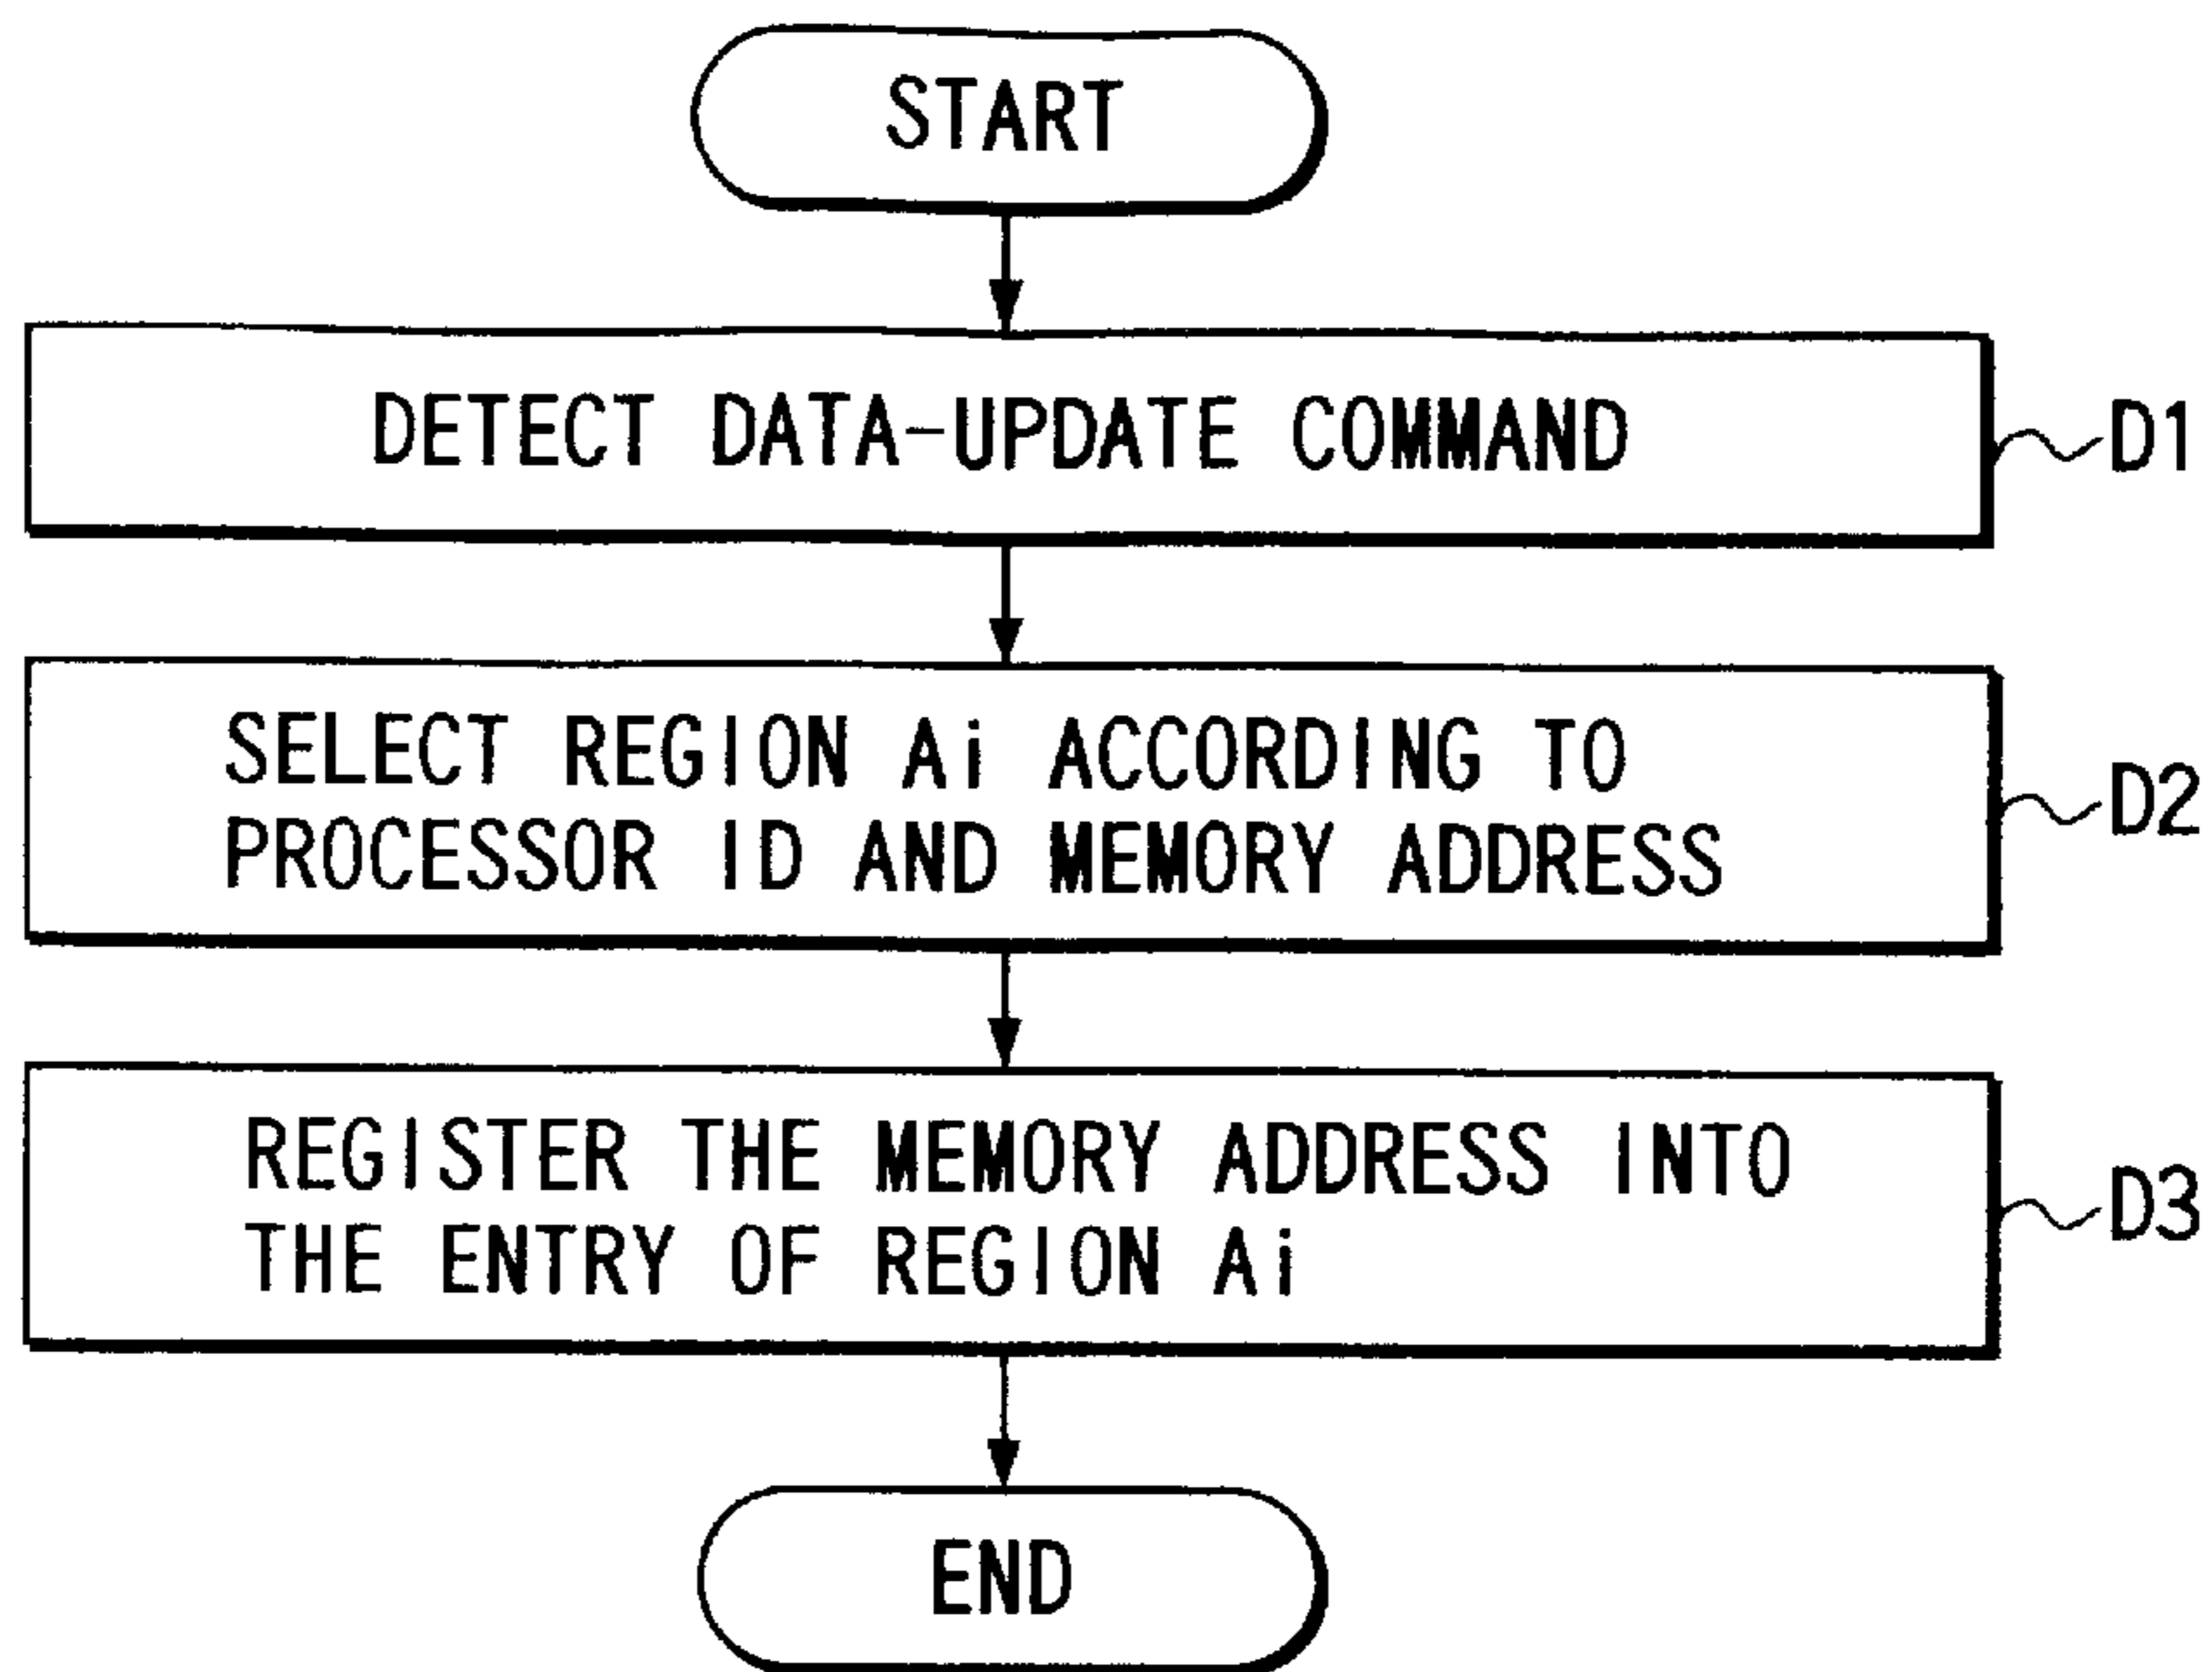 START
DETECT DATA-UPDATE COMMAND
D1
SELECT REGION Ai ACCORDING TO
PROCESSOR ID AND MEMORY ADDRESS
D2
REGISTER THE MEMORY ADDRESS INTO
THE ENTRY OF REGION Ai
D3
END